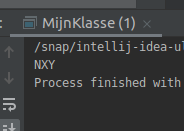 MijnKlasse (1) ×
/snap/intellij-idea-ul
NXY
Process finished with